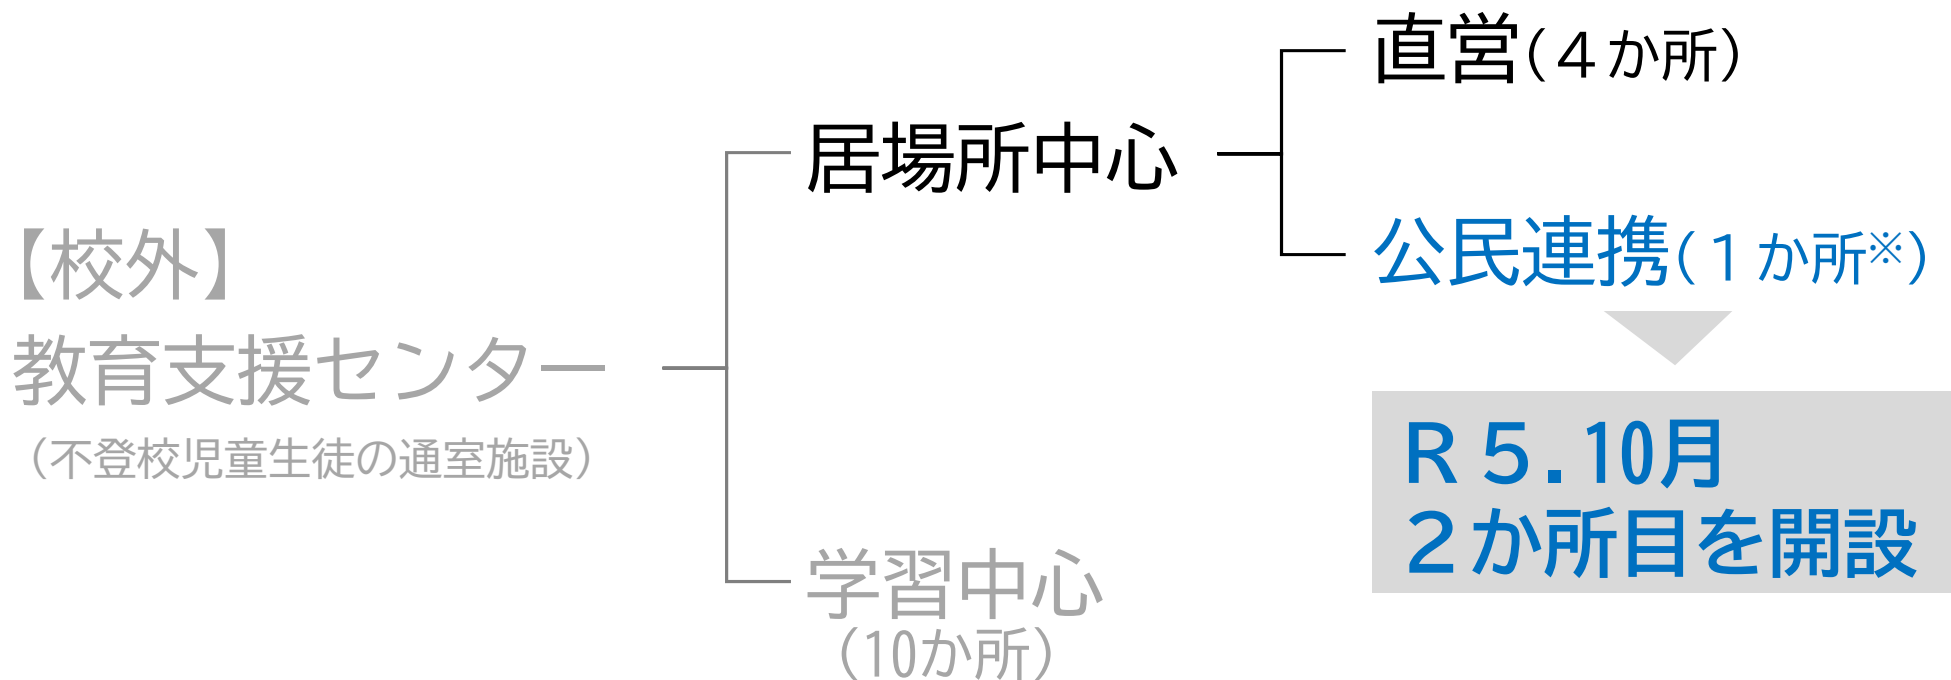 【校外】
教育支援センター
（不登校児童生徒の通室施設）
居場所中心
直営（４か所）
公民連携（１か所※）
Ｒ５.10月
２か所目を開設
学習中心
（10か所）